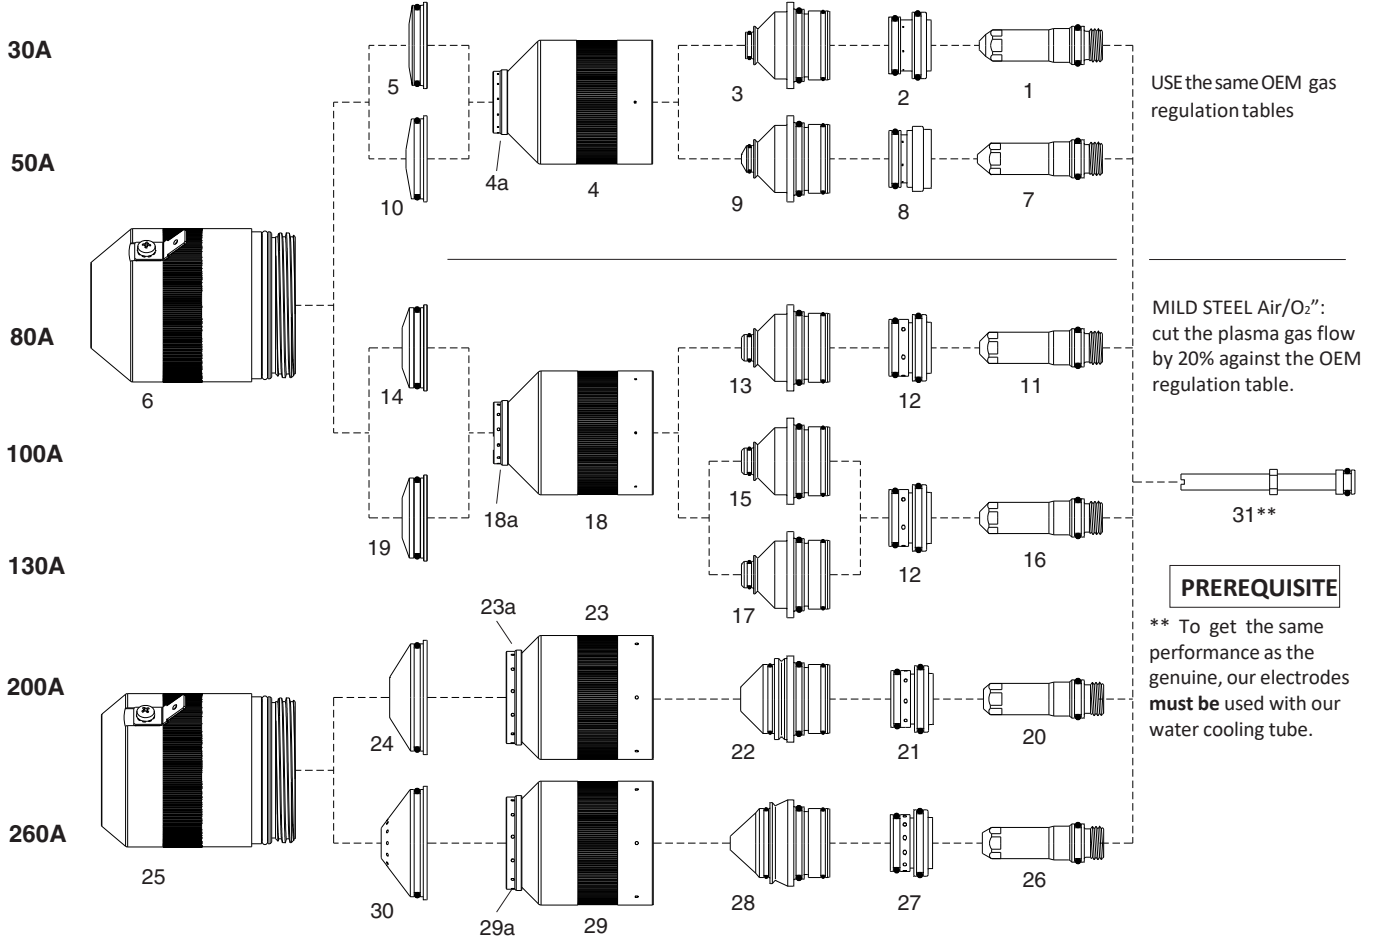 30A
5
3
2
1
USE the same OEM gas
regulation tables
50A
10
4a
4
9
8
7
6
80A
14
13
12
11
MILD STEEL Air/O₂”:
cut the plasma gas flow
by 20% against the OEM
regulation table.
100A
18a
18
15
31**
130A
19
17
12
16
PREREQUISITE
** To get the same
performance as the
genuine, our electrodes
must be used with our
water cooling tube.
23a
23
200A
24
22
21
20
260A
25
30
29a
29
28
27
26